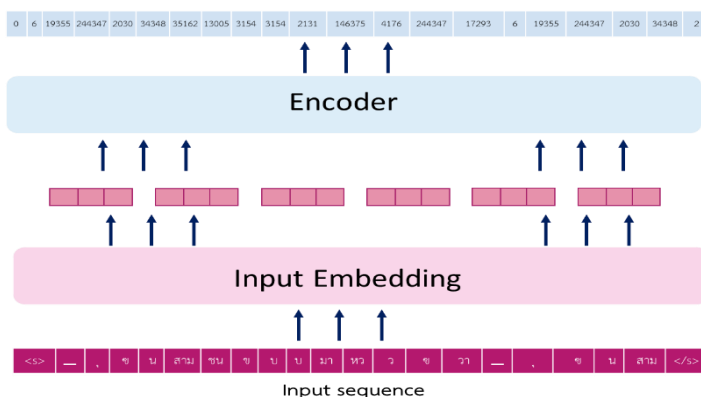 0 6 19355 244347 2030 34348 35162 13005 3154 3154 2131 146375 4176 244347 17293 6 19355 244347 2030 34348 2
Encoder
Input Embedding
<s> _ , ข น สาม ชน ข บ บ มา หว ว ข วา _ , ข น สาม </s>
Input sequence